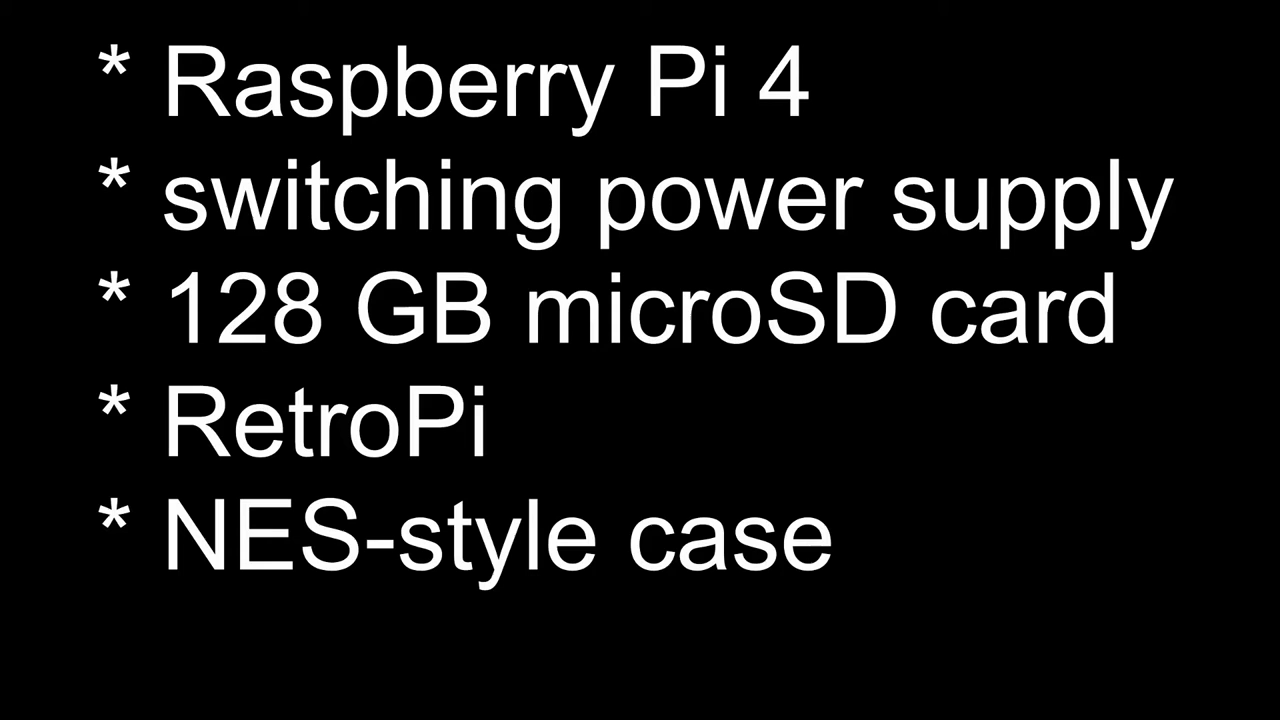 * Raspberry Pi 4
* switching power supply
* 128 GB microSD card
* RetroPi
* NES-style case